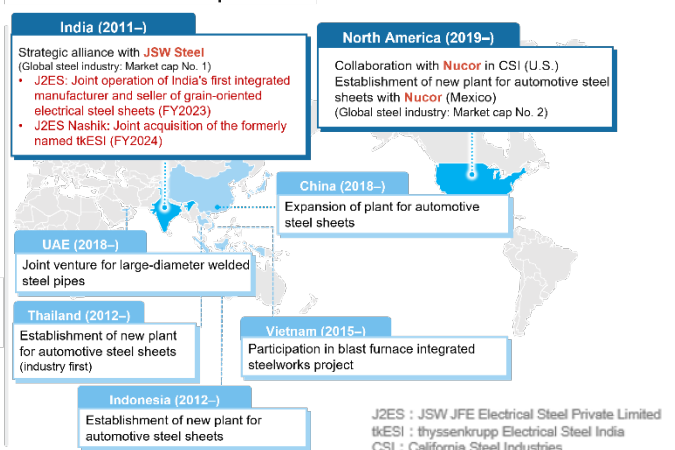 India (2011–)
Strategic alliance with JSW Steel
(Global steel industry: Market cap No. 1)
• J2ES: Joint operation of India's first integrated
manufacturer and seller of grain-oriented
electrical steel sheets (FY2023)
• J2ES Nashik: Joint acquisition of the formerly
named tkESI (FY2024)
North America (2019–)
Collaboration with Nucor in CSI (U.S.)
Establishment of new plant for automotive steel
sheets with Nucor (Mexico)
(Global steel industry: Market cap No. 2)
China (2018–)
Expansion of plant for automotive
steel sheets
UAE (2018–)
Joint venture for large-diameter welded
steel pipes
Thailand (2012–)
Establishment of new plant
for automotive steel sheets
(industry first)
Vietnam (2015–)
Participation in blast furnace integrated
steelworks project
Indonesia (2012–)
Establishment of new plant for
automotive steel sheets
J2ES : JSW JFE Electrical Steel Private Limited
tkESI : thyssenkrupp Electrical Steel India
CSI : California Steel Industries